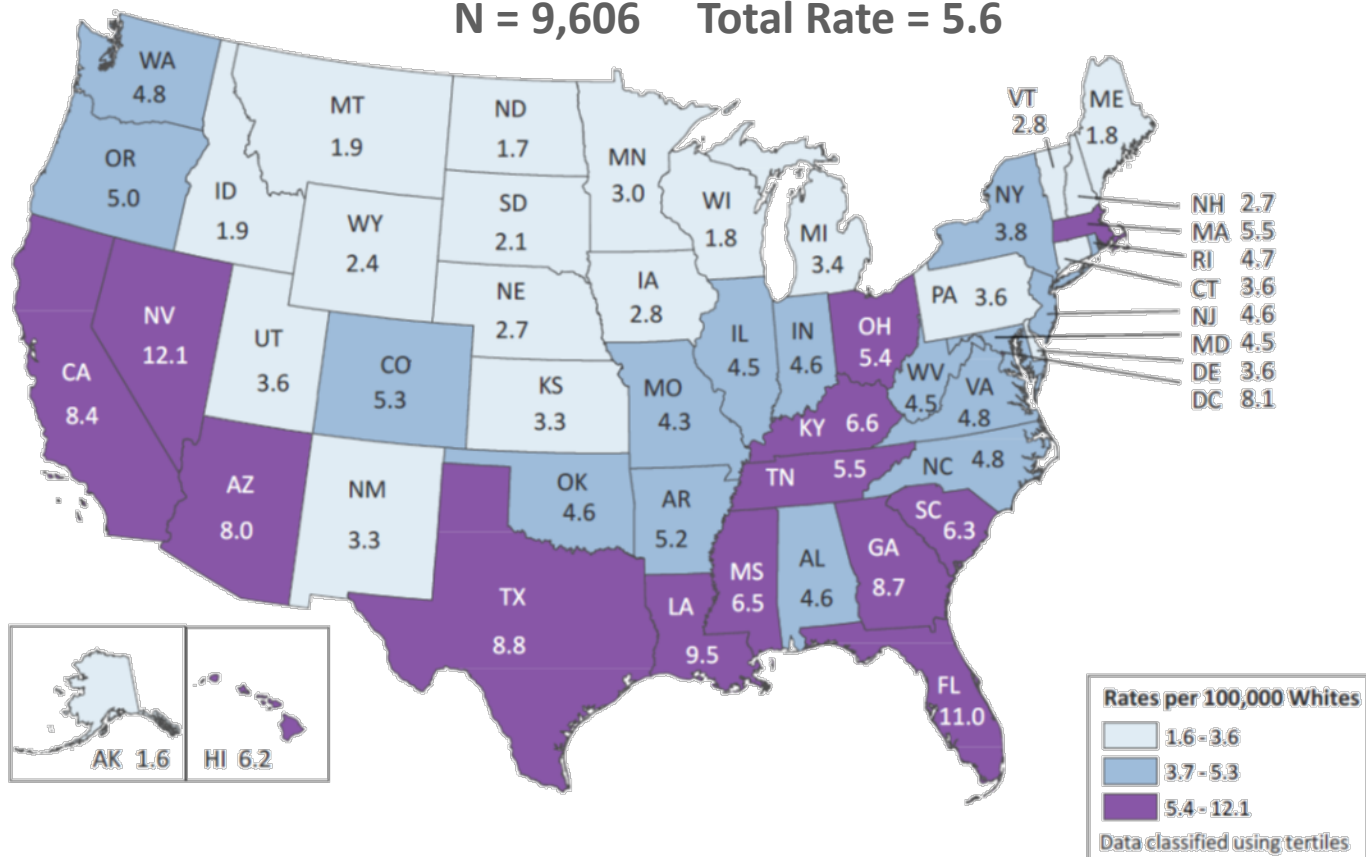 N = 9,606 Total Rate = 5.6
WA
4.8
OR
5.0
CA
8.4
NV
12.1
ID
1.9
MT
1.9
WY
2.4
UT
3.6
AZ
8.0
CO
5.3
NM
3.3
ND
1.7
SD
2.1
NE
2.7
KS
3.3
OK
4.6
TX
8.8
MN
3.0
IA
2.8
MO
4.3
AR
5.2
LA
9.5
WI
1.8
IL
4.5
MI
3.4
IN
4.6
OH
5.4
KY 6.6
TN 5.5
MS
6.5
AL
4.6
GA
8.7
FL
11.0
SC
6.3
NC 4.8
VA
4.8
WV
4.5
PA 3.6
NY
3.8
VT
2.8
ME
1.8
NH 2.7
MA 5.5
RI 4.7
CT 3.6
NJ 4.6
MD 4.5
DE 3.6
DC 8.1
AK 1.6
HI 6.2
Rates per 100,000 Whites
1.6 - 3.6
3.7 - 5.3
5.4 - 12.1
Data classified using tertiles